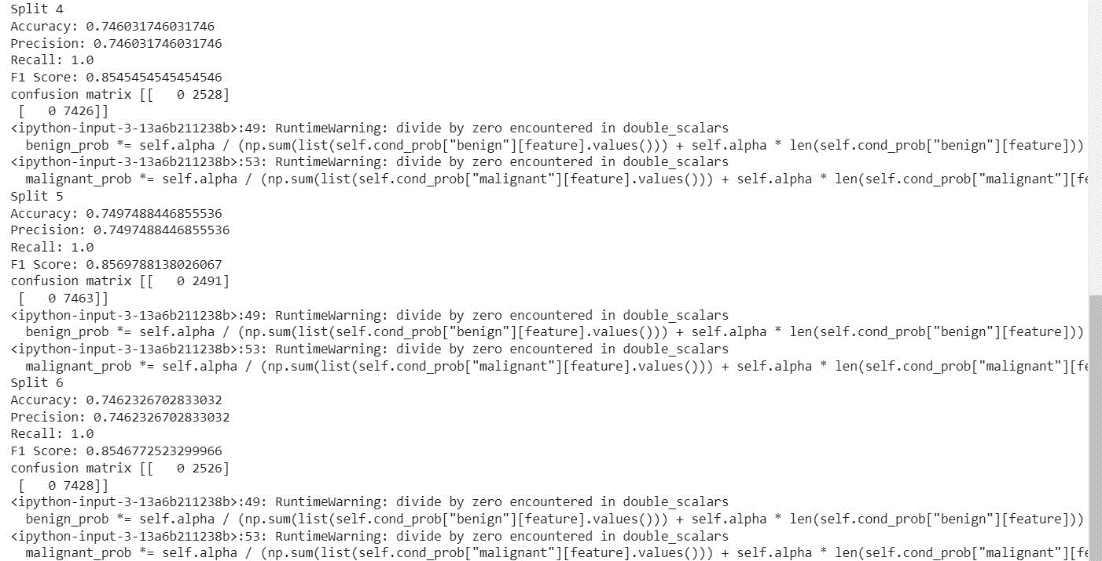 Split 4
Accuracy: 0.746031746031746
Precision: 0.746031746031746
Recall: 1.0
F1 Score: 0.8545454545454546
confusion matrix [[   0 2528]
 [   0 7426]]
<ipython-input-3-13a6b211238b>:49: RuntimeWarning: divide by zero encountered in double_scalars
  benign_prob *= self.alpha / (np.sum(list(self.cond_prob["benign"][feature].values())) + self.alpha * len(self.cond_prob["benign"][feature]))
<ipython-input-3-13a6b211238b>:53: RuntimeWarning: divide by zero encountered in double_scalars
  malignant_prob *= self.alpha / (np.sum(list(self.cond_prob["malignant"][feature].values())) + self.alpha * len(self.cond_prob["malignant"][fe
Split 5
Accuracy: 0.7497488446855536
Precision: 0.7497488446855536
Recall: 1.0
F1 Score: 0.8569788138026067
confusion matrix [[   0 2491]
 [   0 7463]]
<ipython-input-3-13a6b211238b>:49: RuntimeWarning: divide by zero encountered in double_scalars
  benign_prob *= self.alpha / (np.sum(list(self.cond_prob["benign"][feature].values())) + self.alpha * len(self.cond_prob["benign"][feature]))
<ipython-input-3-13a6b211238b>:53: RuntimeWarning: divide by zero encountered in double_scalars
  malignant_prob *= self.alpha / (np.sum(list(self.cond_prob["malignant"][feature].values())) + self.alpha * len(self.cond_prob["malignant"][fe
Split 6
Accuracy: 0.7462326702833032
Precision: 0.7462326702833032
Recall: 1.0
F1 Score: 0.8546772523299966
confusion matrix [[   0 2526]
 [   0 7428]]
<ipython-input-3-13a6b211238b>:49: RuntimeWarning: divide by zero encountered in double_scalars
  benign_prob *= self.alpha / (np.sum(list(self.cond_prob["benign"][feature].values())) + self.alpha * len(self.cond_prob["benign"][feature]))
<ipython-input-3-13a6b211238b>:53: RuntimeWarning: divide by zero encountered in double_scalars
  malignant_prob *= self.alpha / (np.sum(list(self.cond_prob["malignant"][feature].values())) + self.alpha * len(self.cond_prob["malignant"][fe